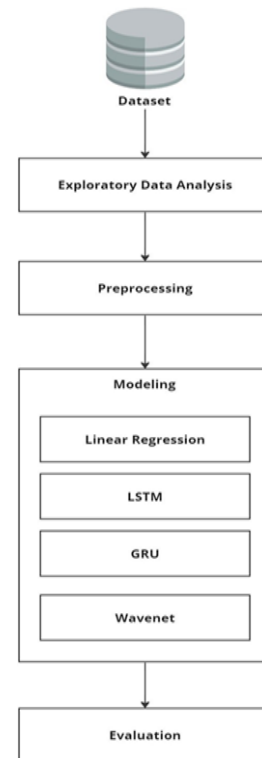 Dataset
Exploratory Data Analysis
Preprocessing
Modeling
Linear Regression
LSTM
GRU
Wavenet
Evaluation